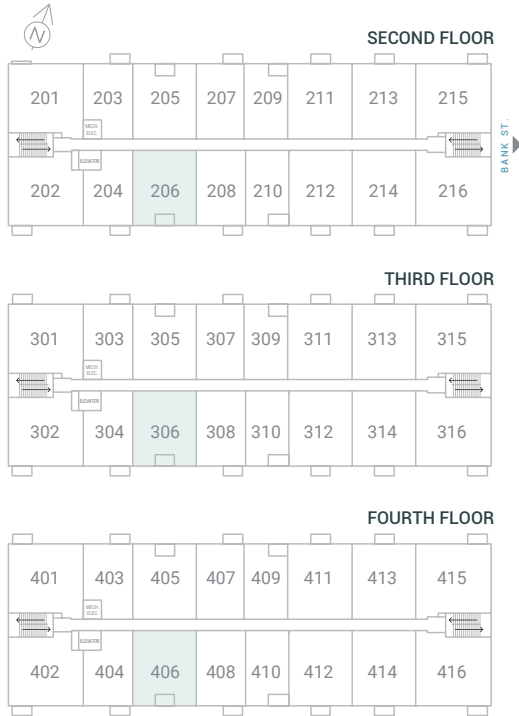 N
SECOND FLOOR
201 203 205 207 209 211 213 215
MECH.
ELEC.
BANK ST.
ELEVATOR
202 204 206 208 210 212 214 216
THIRD FLOOR
301 303 305 307 309 311 313 315
MECH.
ELEC.
ELEVATOR
302 304 306 308 310 312 314 316
FOURTH FLOOR
401 403 405 407 409 411 413 415
MECH.
ELEC.
ELEVATOR
402 404 406 408 410 412 414 416